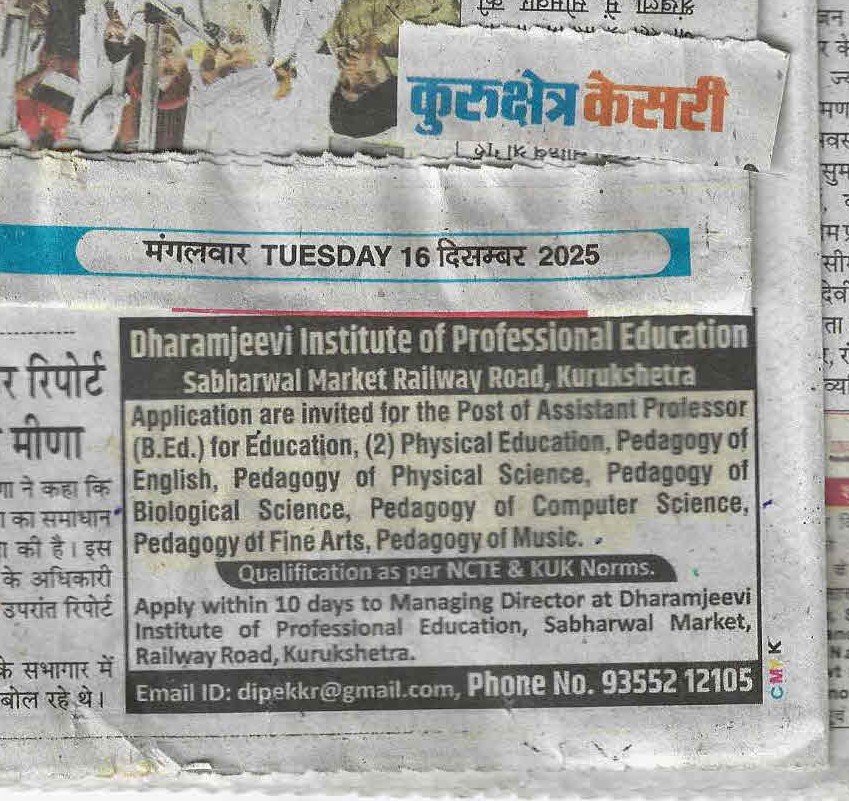 शृंखला में सोमवार को
कुरुक्षेत्र केसरी
मंगलवार TUESDAY 16 दिसम्बर 2025
Dharamjeevi Institute of Professional Education
Sabharwal Market Railway Road, Kurukshetra
Application are invited for the Post of Assistant Professor
(B.Ed.) for Education, (2) Physical Education, Pedagogy of
English, Pedagogy of Physical Science, Pedagogy of
Biological Science, Pedagogy of Computer Science,
Pedagogy of Fine Arts, Pedagogy of Music.
Qualification as per NCTE & KUK Norms.
Apply within 10 days to Managing Director at Dharamjeevi
Institute of Professional Education, Sabharwal Market,
Railway Road, Kurukshetra.
Email ID: dipekkr@gmail.com, Phone No. 93552 12105
CMYK
र रिपोर्ट
मीणा
णा ने कहा कि
का समाधान
की है। इस
के अधिकारी
उपरांत रिपोर्ट
के सभागार में
बोल रहे थे।